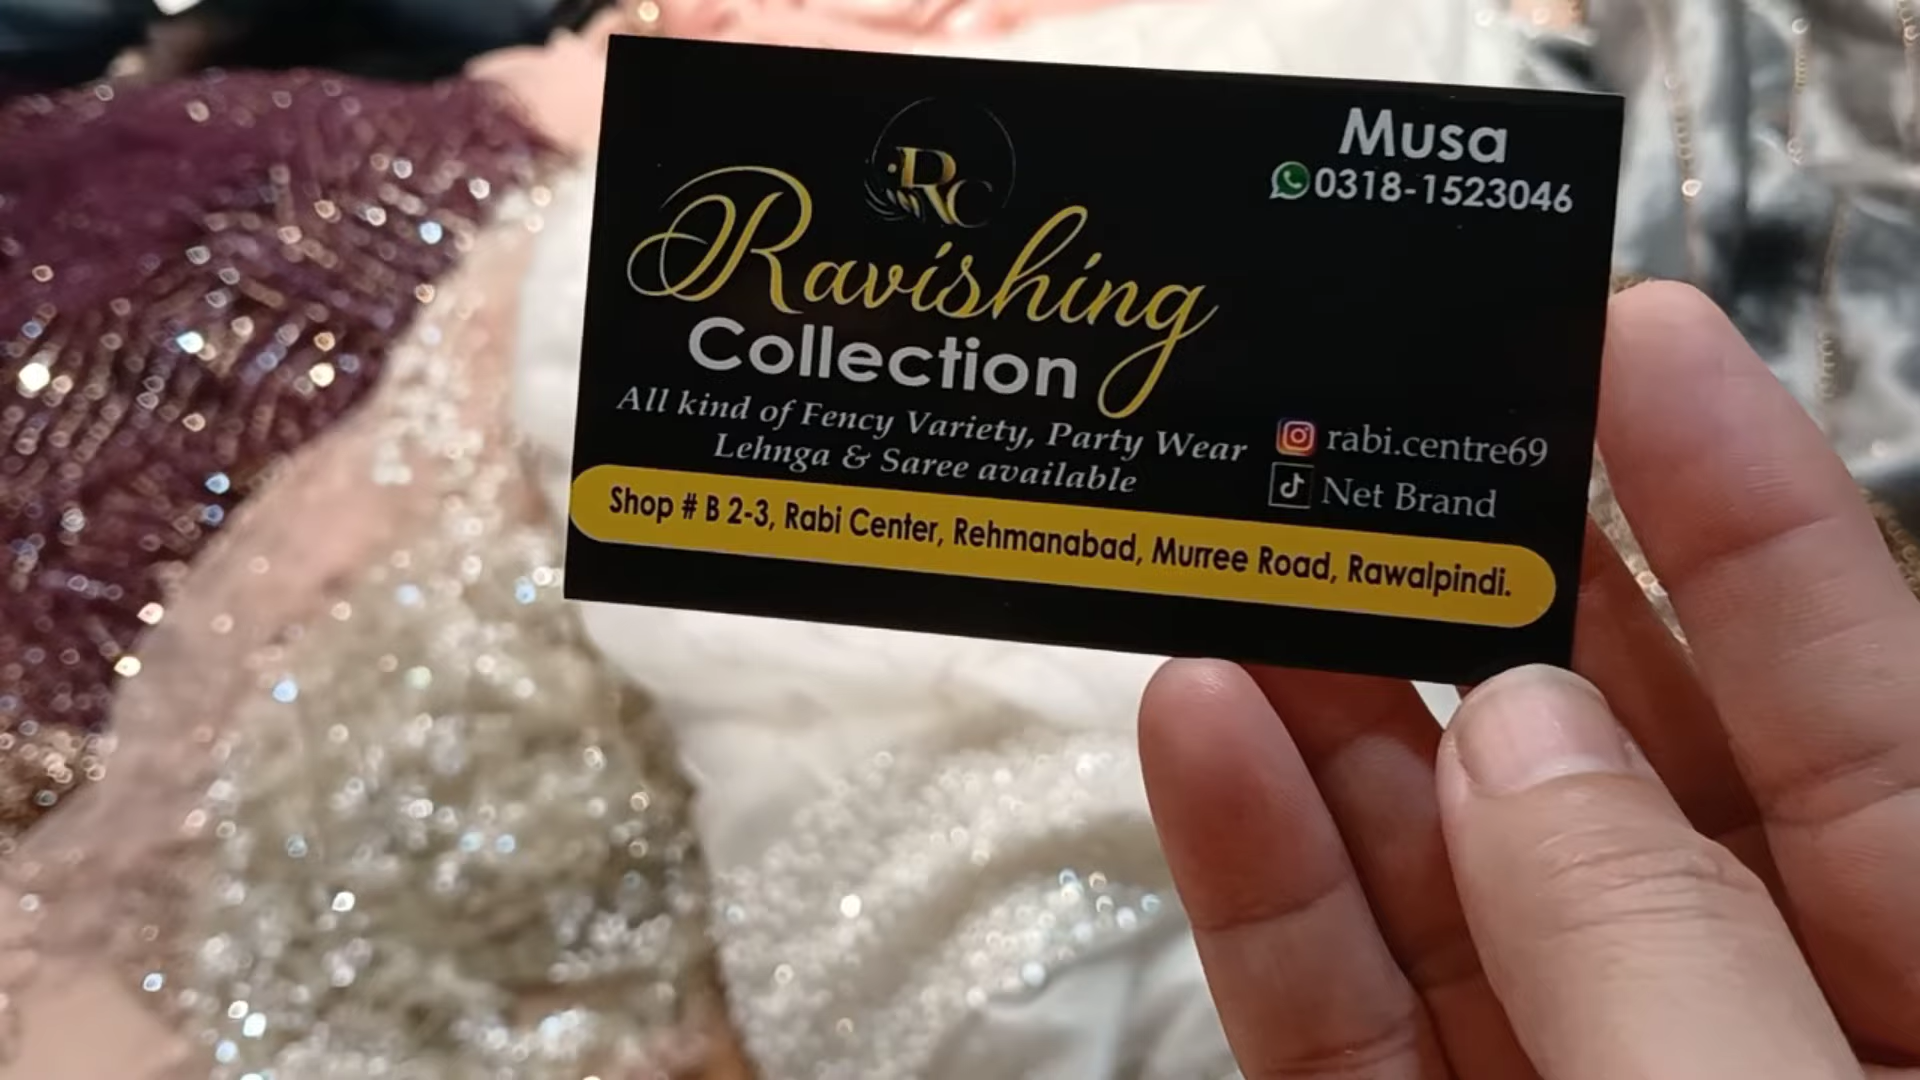 RC
Ravishing
Collection
All kind of Fency Variety, Party Wear
Lehnga & Saree available
Musa
0318-1523046
rabi.centre69
Net Brand
Shop # B 2-3, Rabi Center, Rehmanabad, Murree Road, Rawalpindi.